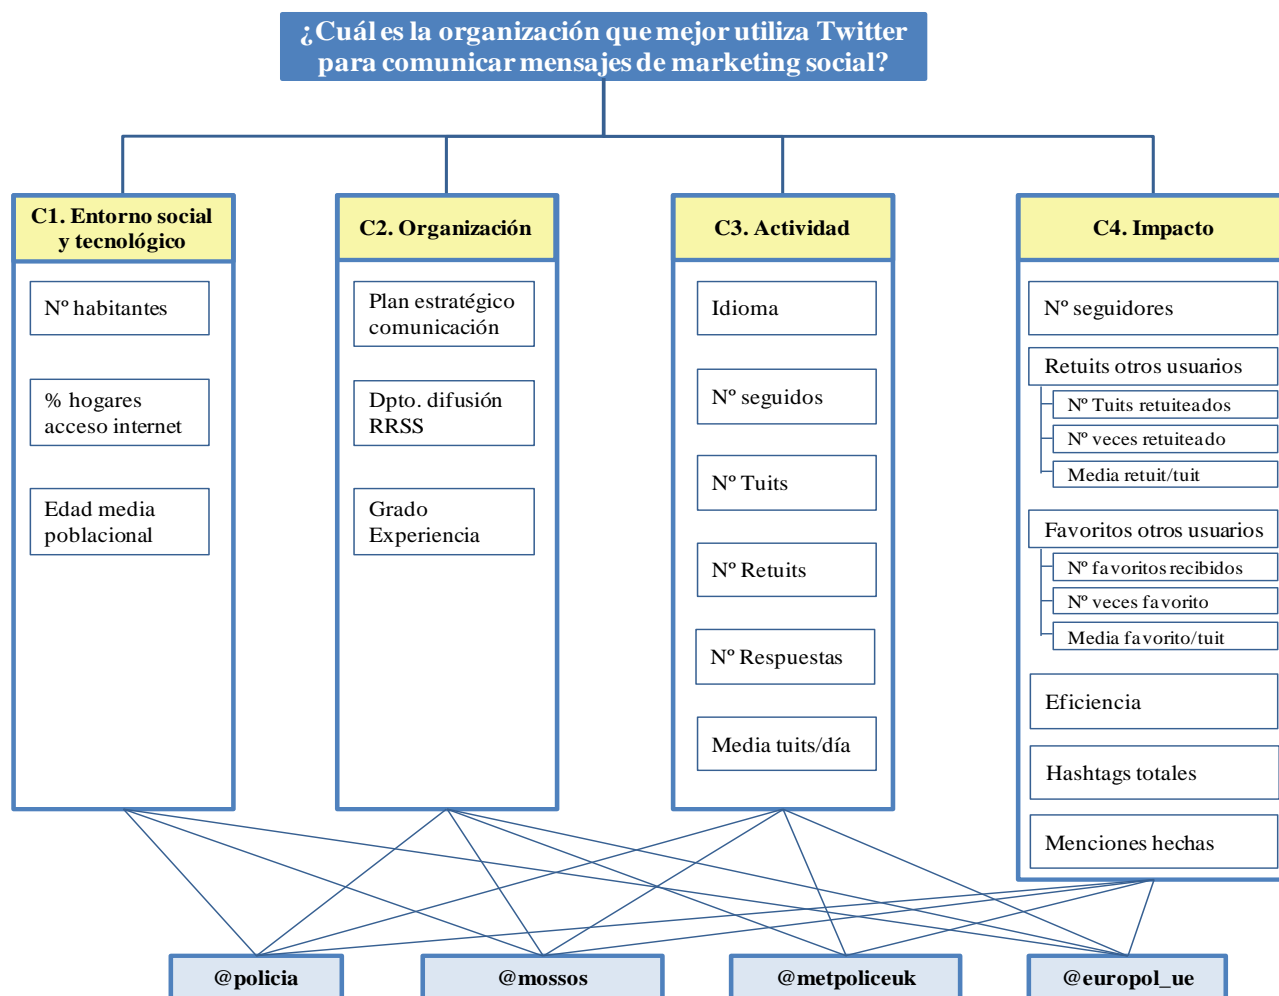 ¿Cuál es la organización que mejor utiliza Twitter
para comunicar mensajes de marketing social?
C1. Entorno social
y tecnológico
Nº habitantes
% hogares
acceso internet
Edad media
poblacional
C2. Organización
Plan estratégico
comunicación
Dpto. difusión
RRSS
Grado
Experiencia
C3. Actividad
Idioma
Nº seguidos
Nº Tuits
Nº Retuits
Nº Respuestas
Media tuits/día
C4. Impacto
Nº seguidores
Retuits otros usuarios
Nº Tuits retuiteados
Nº veces retuiteado
Media retuit/tuit
Favoritos otros usuarios
Nº favoritos recibidos
Nº veces favorito
Media favorito/tuit
Eficiencia
Hashtags totales
Menciones hechas
@policia
@mossos
@metpoliceuk
@europol_ue